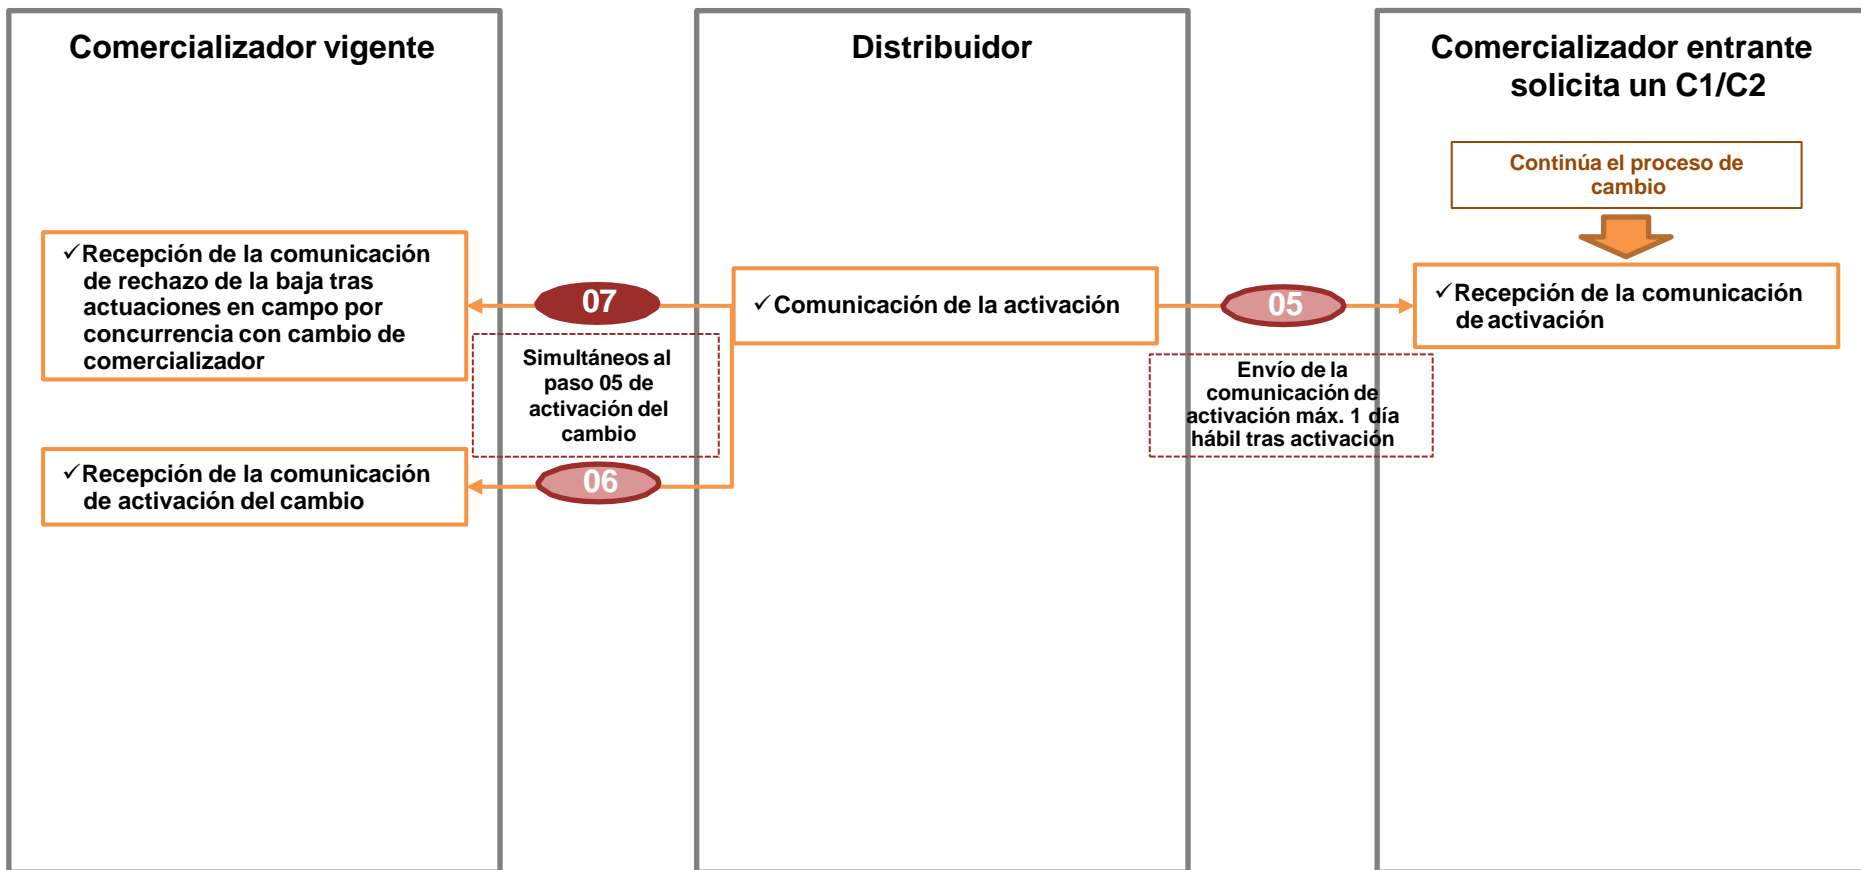 Comercializador vigente
✓Recepción de la comunicación
de rechazo de la baja tras
actuaciones en campo por
concurrencia con cambio de
comercializador
✓Recepción de la comunicación
de activación del cambio
07
Simultáneos al
paso 05 de
activación del
cambio
06
Distribuidor
✓Comunicación de la activación
05
Envío de la
comunicación de
activación máx. 1 día
hábil tras activación
Comercializador entrante
solicita un C1/C2
Continúa el proceso de
cambio
✓Recepción de la comunicación
de activación